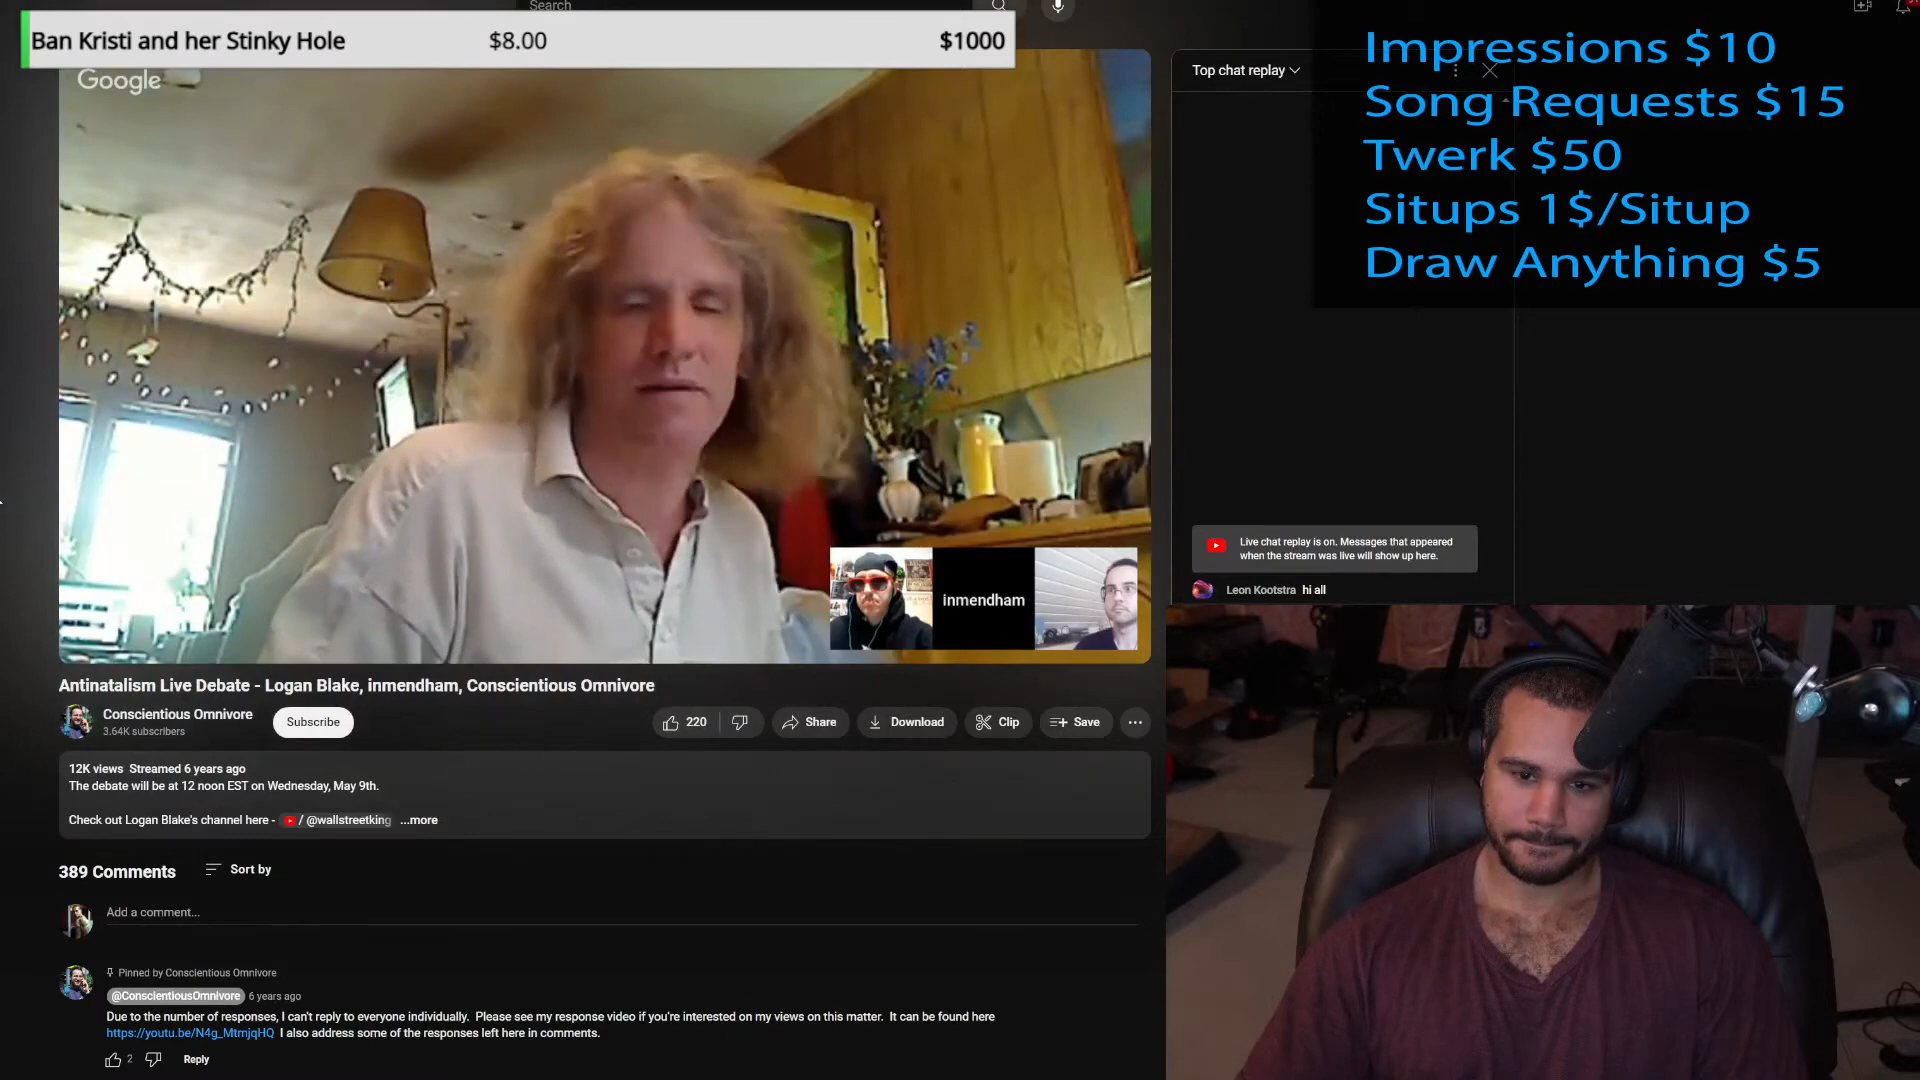 Search
Ban Kristi and her Stinky Hole $8.00 $1000
Google
Top chat replay
Impressions $10
Song Requests $15
Twerk $50
Situps 1$/Situp
Draw Anything $5
inmendham
Live chat replay is on. Messages that appeared
when the stream was live will show up here.
Leon Kootstra hi all
Antinatalism Live Debate - Logan Blake, inmendham, Conscientious Omnivore
Conscientious Omnivore
3.64K subscribers
Subscribe
220
Share
Download
Clip
Save
12K views Streamed 6 years ago
The debate will be at 12 noon EST on Wednesday, May 9th.
Check out Logan Blake's channel here - / @wallstreetking ...more
389 Comments
Sort by
Add a comment...
Pinned by Conscientious Omnivore
@ConscientiousOmnivore 6 years ago
Due to the number of responses, I can't reply to everyone individually. Please see my response video if you're interested on my views on this matter. It can be found here
https://youtu.be/N4g_MtmjqHQ I also address some of the responses left here in comments.
2
Reply